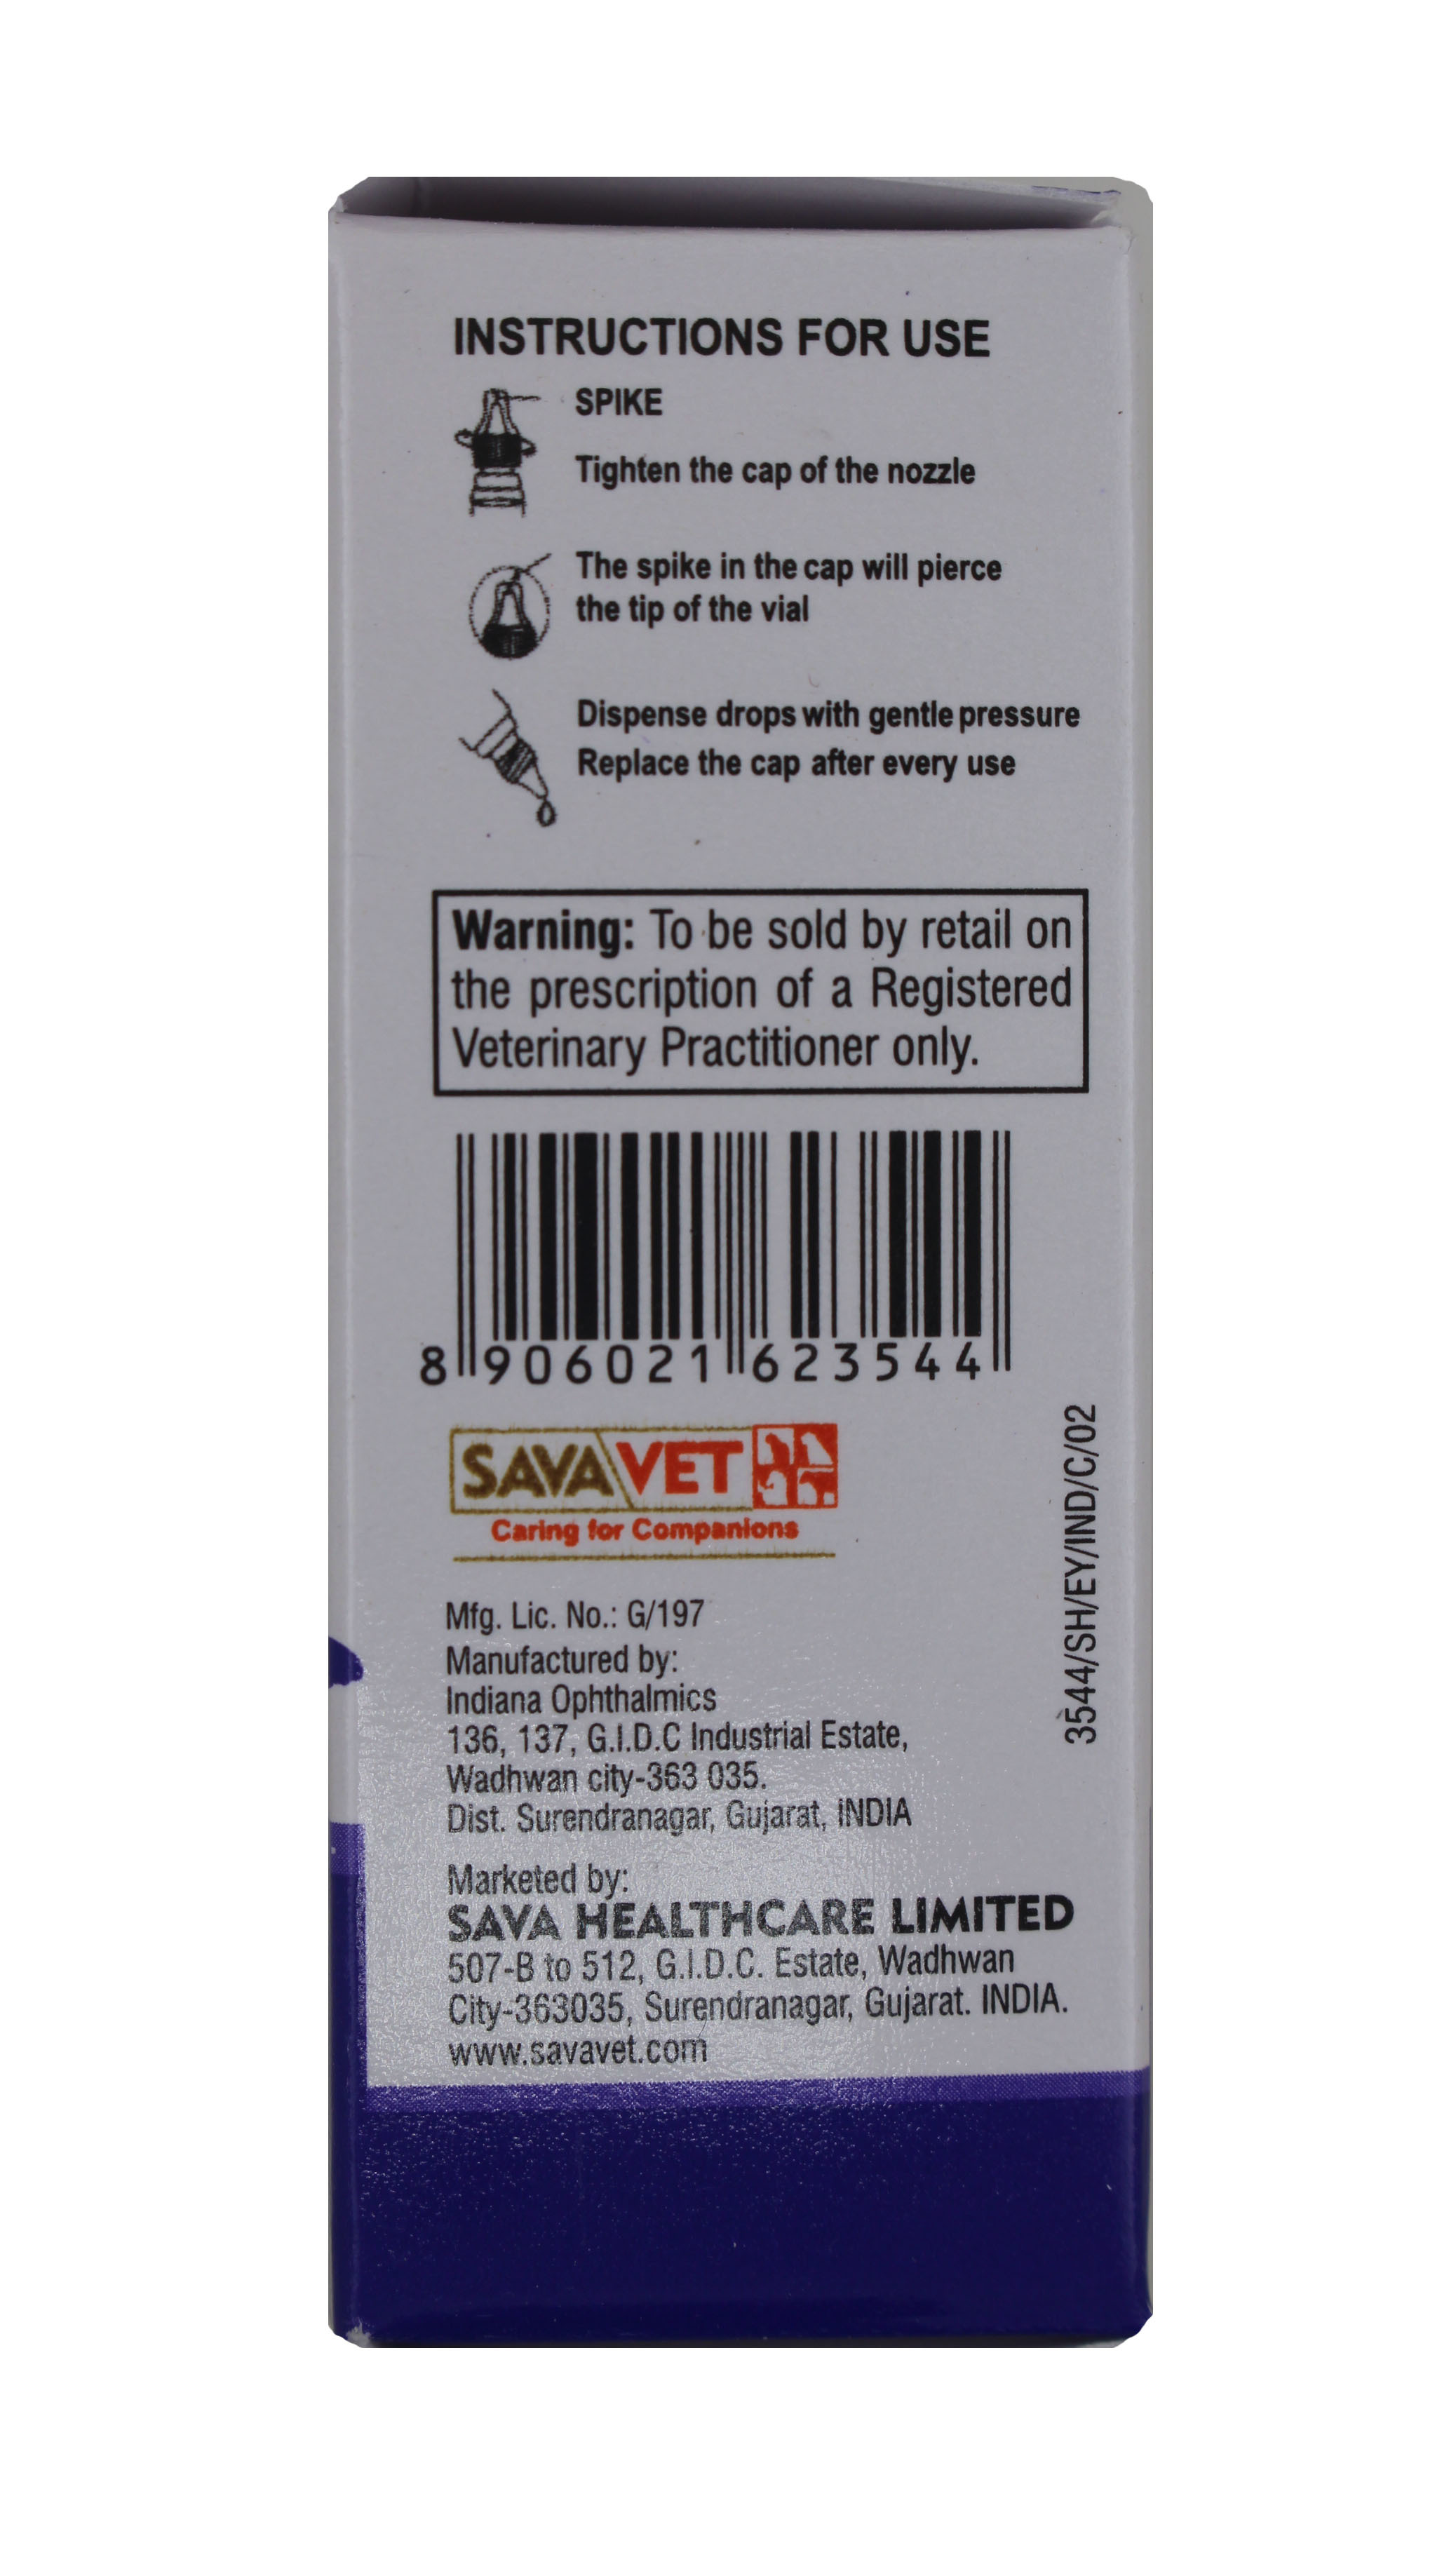 INSTRUCTIONS FOR USE
SPIKE
Tighten the cap of the nozzle
The spike in the cap will pierce
the tip of the vial
Dispense drops with gentle pressure
Replace the cap after every use
Warning: To be sold by retail on
the prescription of a Registered
Veterinary Practitioner only.
8 906021 623544
SAVAVET
Caring for Companions
3544/SH/EY/IND/C/02
Mfg. Lic. No.: G/197
Manufactured by:
Indiana Ophthalmics
136, 137, G.I.D.C Industrial Estate,
Wadhwan city-363 035.
Dist. Surendranagar, Gujarat, INDIA
Marketed by:
SAVA HEALTHCARE LIMITED
507-B to 512, G.I.D.C. Estate, Wadhwan
City-363035, Surendranagar, Gujarat. INDIA.
www.savavet.com